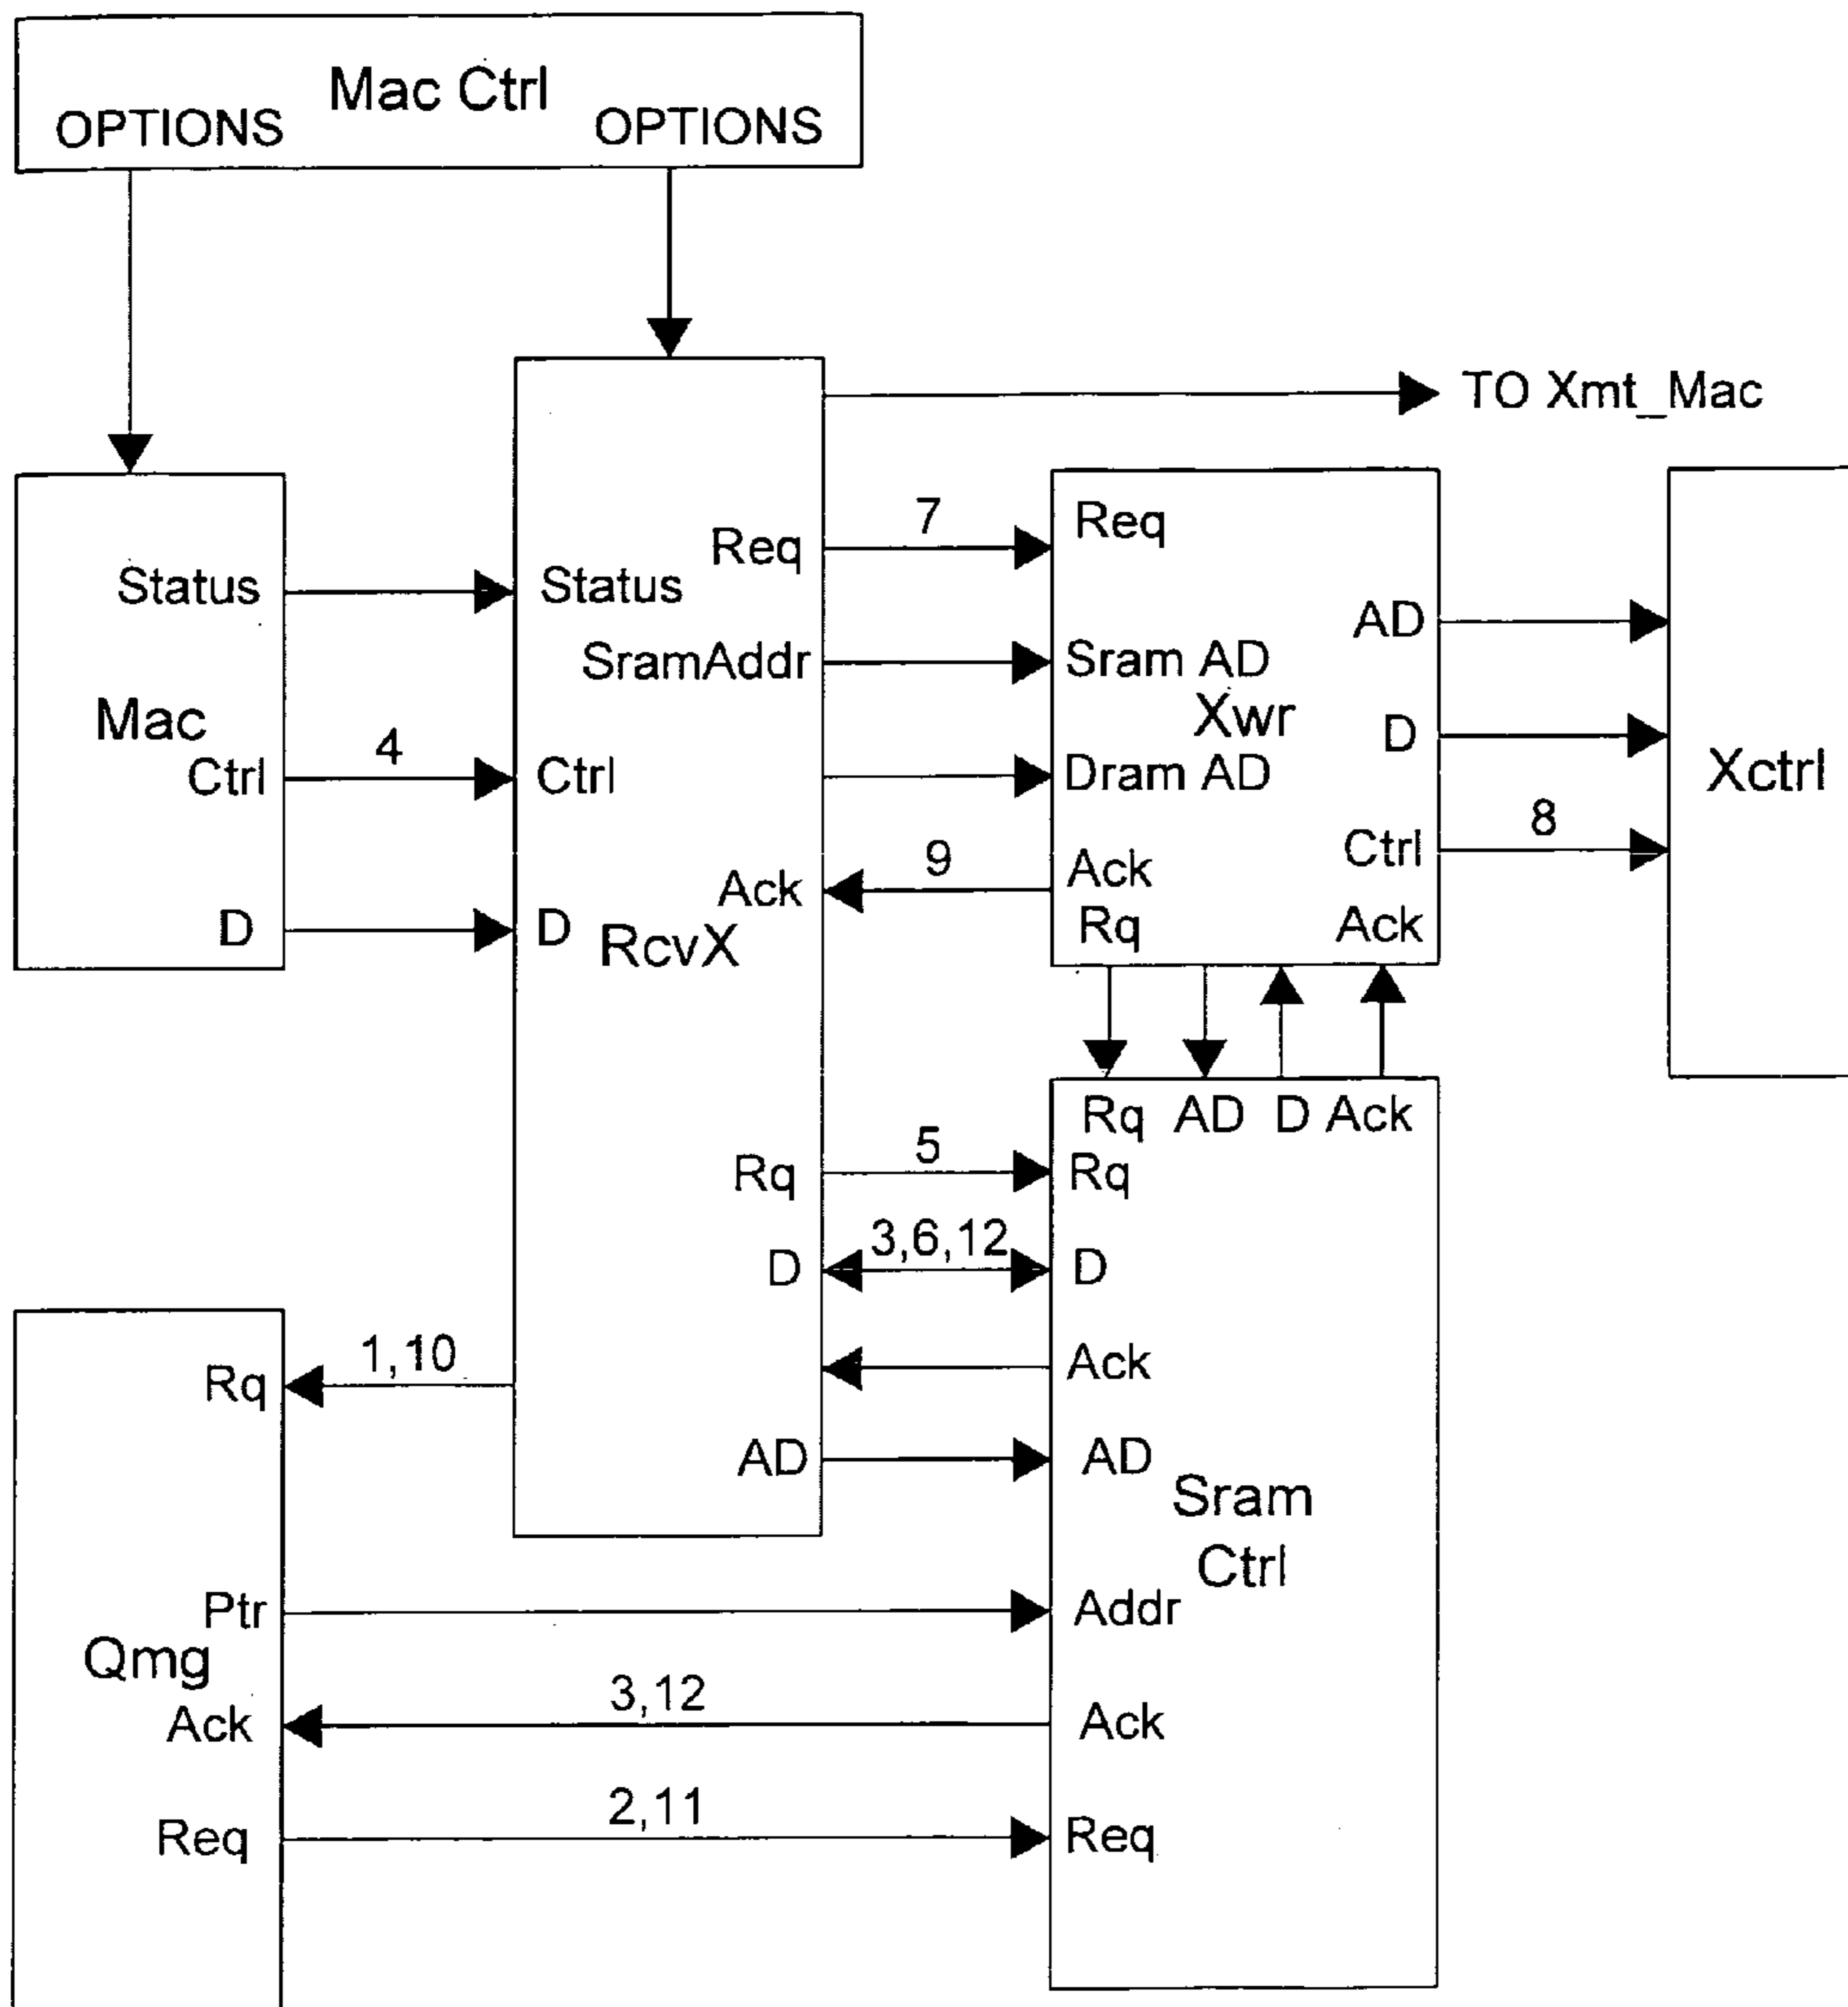 Mac Ctrl
OPTIONS OPTIONS
TO Xmt_Mac
Status
Ctrl
D
Mac
4
Status
Ctrl
D
RcvX
Req
SramAddr
Ack
Rq
D
AD
7
9
Req
Sram AD
Xwr
Dram AD
Ack
Rq
AD
D
Ctrl
Ack
8
Xctrl
5
3,6,12
Rq AD D Ack
Rq
D
Ack
AD
Sram
Ctrl
Addr
Ack
Req
1,10
Rq
Ptr
Qmg
Ack
Req
3,12
2,11